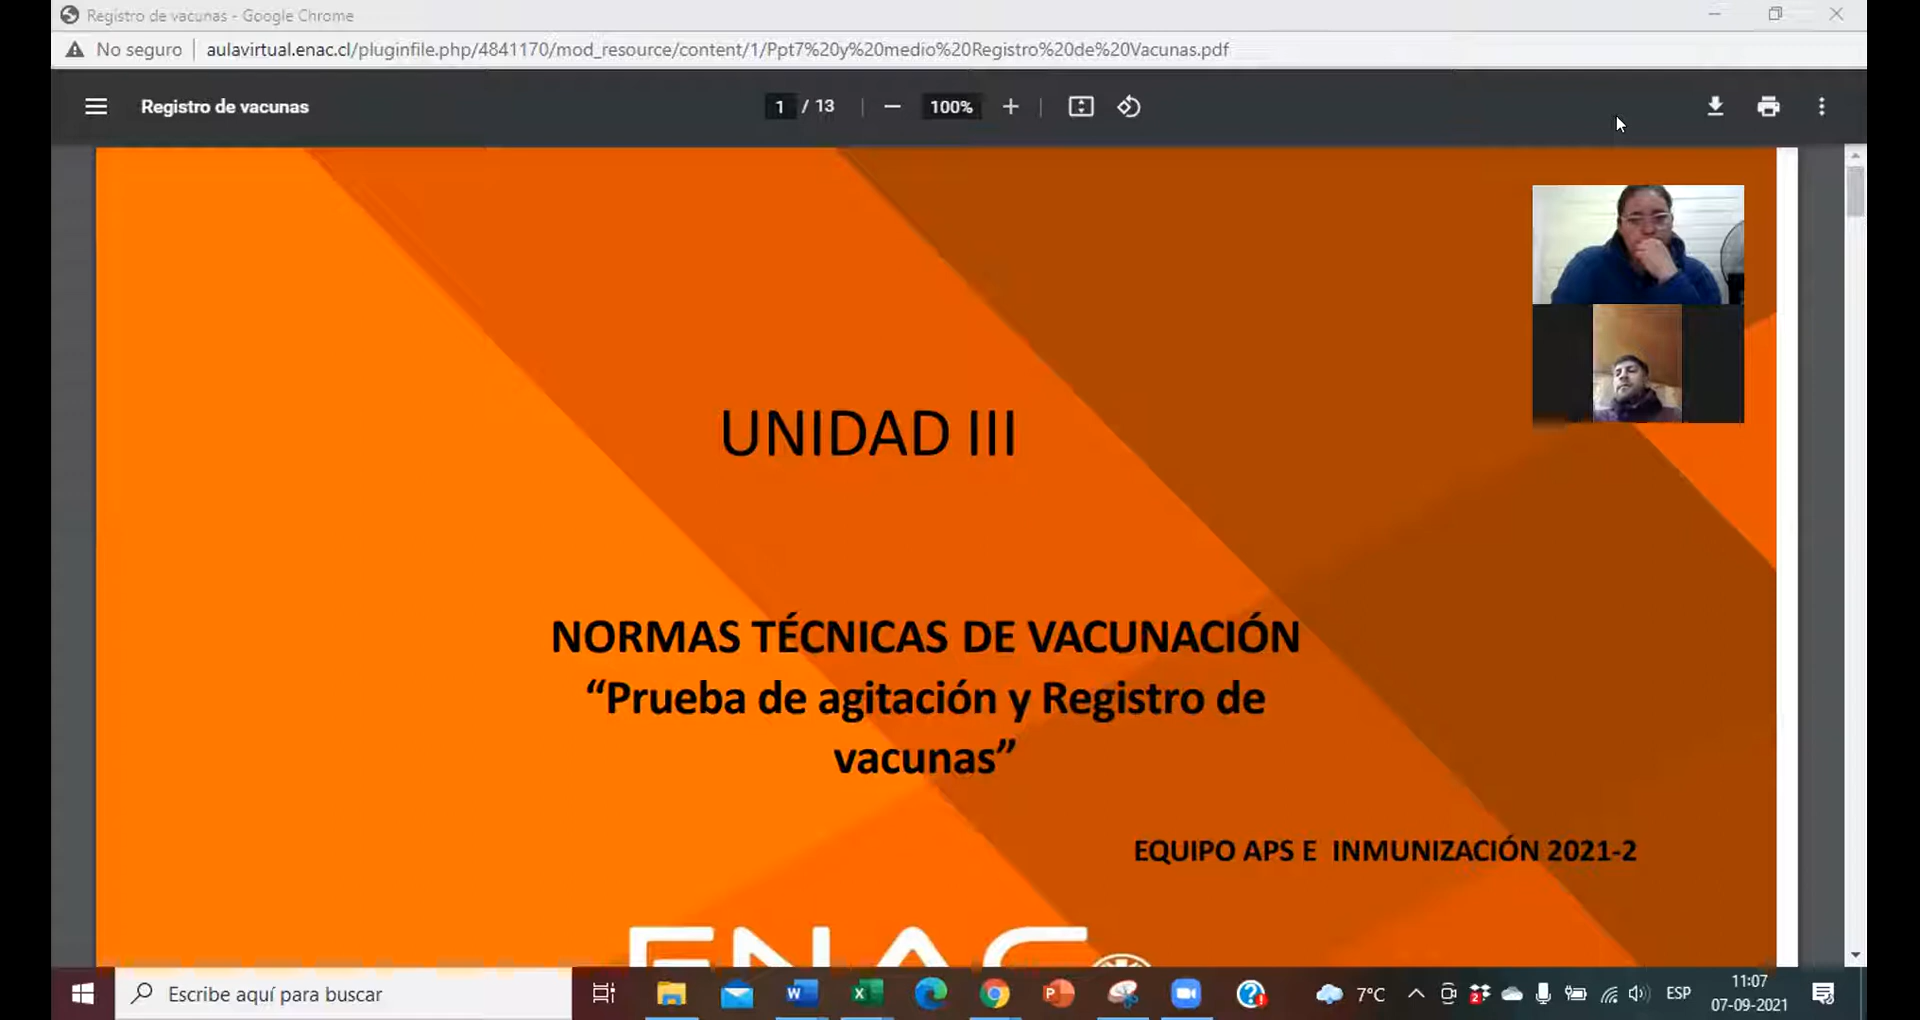 Registro de vacunas - Google Chrome
No seguro aulavirtual.enac.cl/pluginfile.php/4841170/mod_resource/content/1/Ppt7%20y%20medio%20Registro%20de%20Vacunas.pdf
Registro de vacunas 1 / 13 100%
UNIDAD III
NORMAS TÉCNICAS DE VACUNACIÓN
“Prueba de agitación y Registro de
vacunas”
EQUIPO APS E INMUNIZACIÓN 2021-2
ENAC
Escribe aquí para buscar
7°C
ESP
11:07
07-09-2021